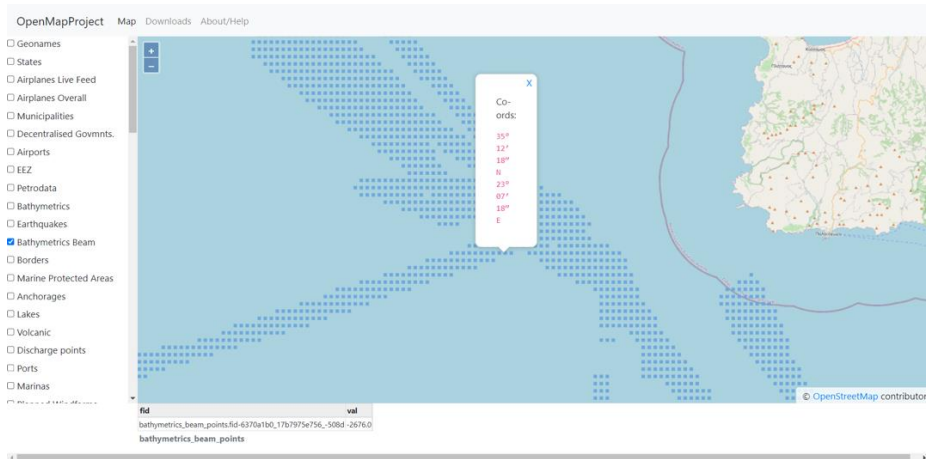 OpenMapProject Map Downloads About/Help
Geonames
States
Airplanes Live Feed
Airplanes Overall
Municipalities
Decentralised Govmnts.
Airports
EEZ
Petrodata
Bathymetrics
Earthquakes
Bathymetrics Beam
Borders
Marine Protected Areas
Anchorages
Lakes
Volcanic
Discharge points
Ports
Marinas
+
−
X
Co-
ords:
35°
12′
18″
N
23°
07′
18″
E
© OpenStreetMap contributor
fid val
bathymetrics_beam_points.fid-6370a1b0_17b7975e756_-508d -2676.0
bathymetrics_beam_points